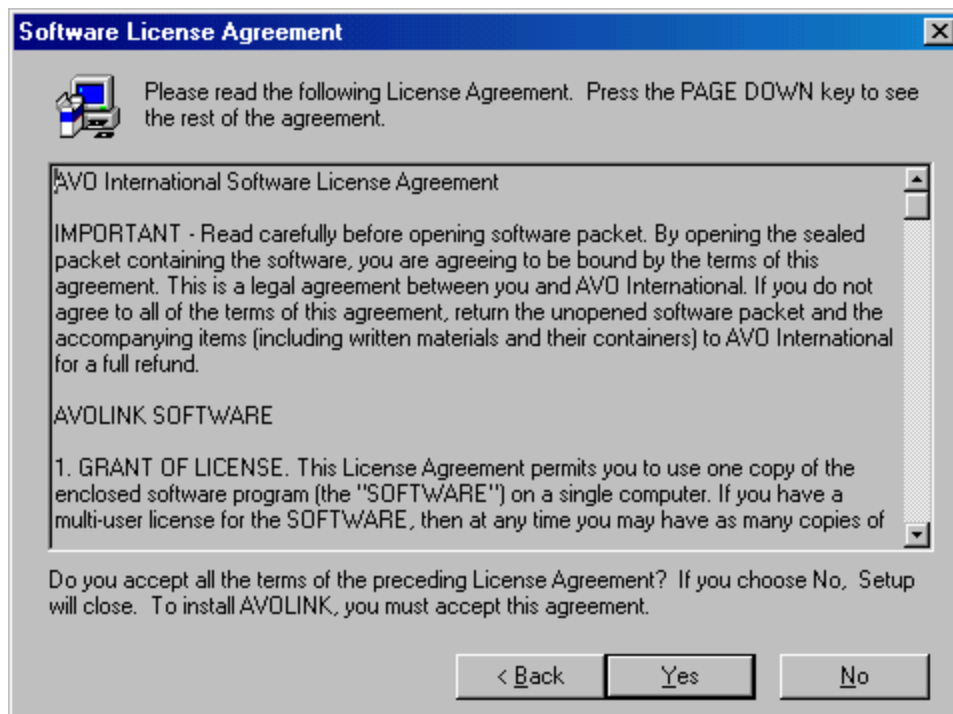 Software License Agreement
Please read the following License Agreement.  Press the PAGE DOWN key to see
the rest of the agreement.
AVO International Software License Agreement
IMPORTANT - Read carefully before opening software packet. By opening the sealed
packet containing the software, you are agreeing to be bound by the terms of this
agreement. This is a legal agreement between you and AVO International. If you do not
agree to all of the terms of this agreement, return the unopened software packet and the
accompanying items (including written materials and their containers) to AVO International
for a full refund.
AVOLINK SOFTWARE
1. GRANT OF LICENSE. This License Agreement permits you to use one copy of the
enclosed software program (the "SOFTWARE") on a single computer. If you have a
multi-user license for the SOFTWARE, then at any time you may have as many copies of
Do you accept all the terms of the preceding License Agreement?  If you choose No,  Setup
will close.  To install AVOLINK, you must accept this agreement.
< Back
Yes
No